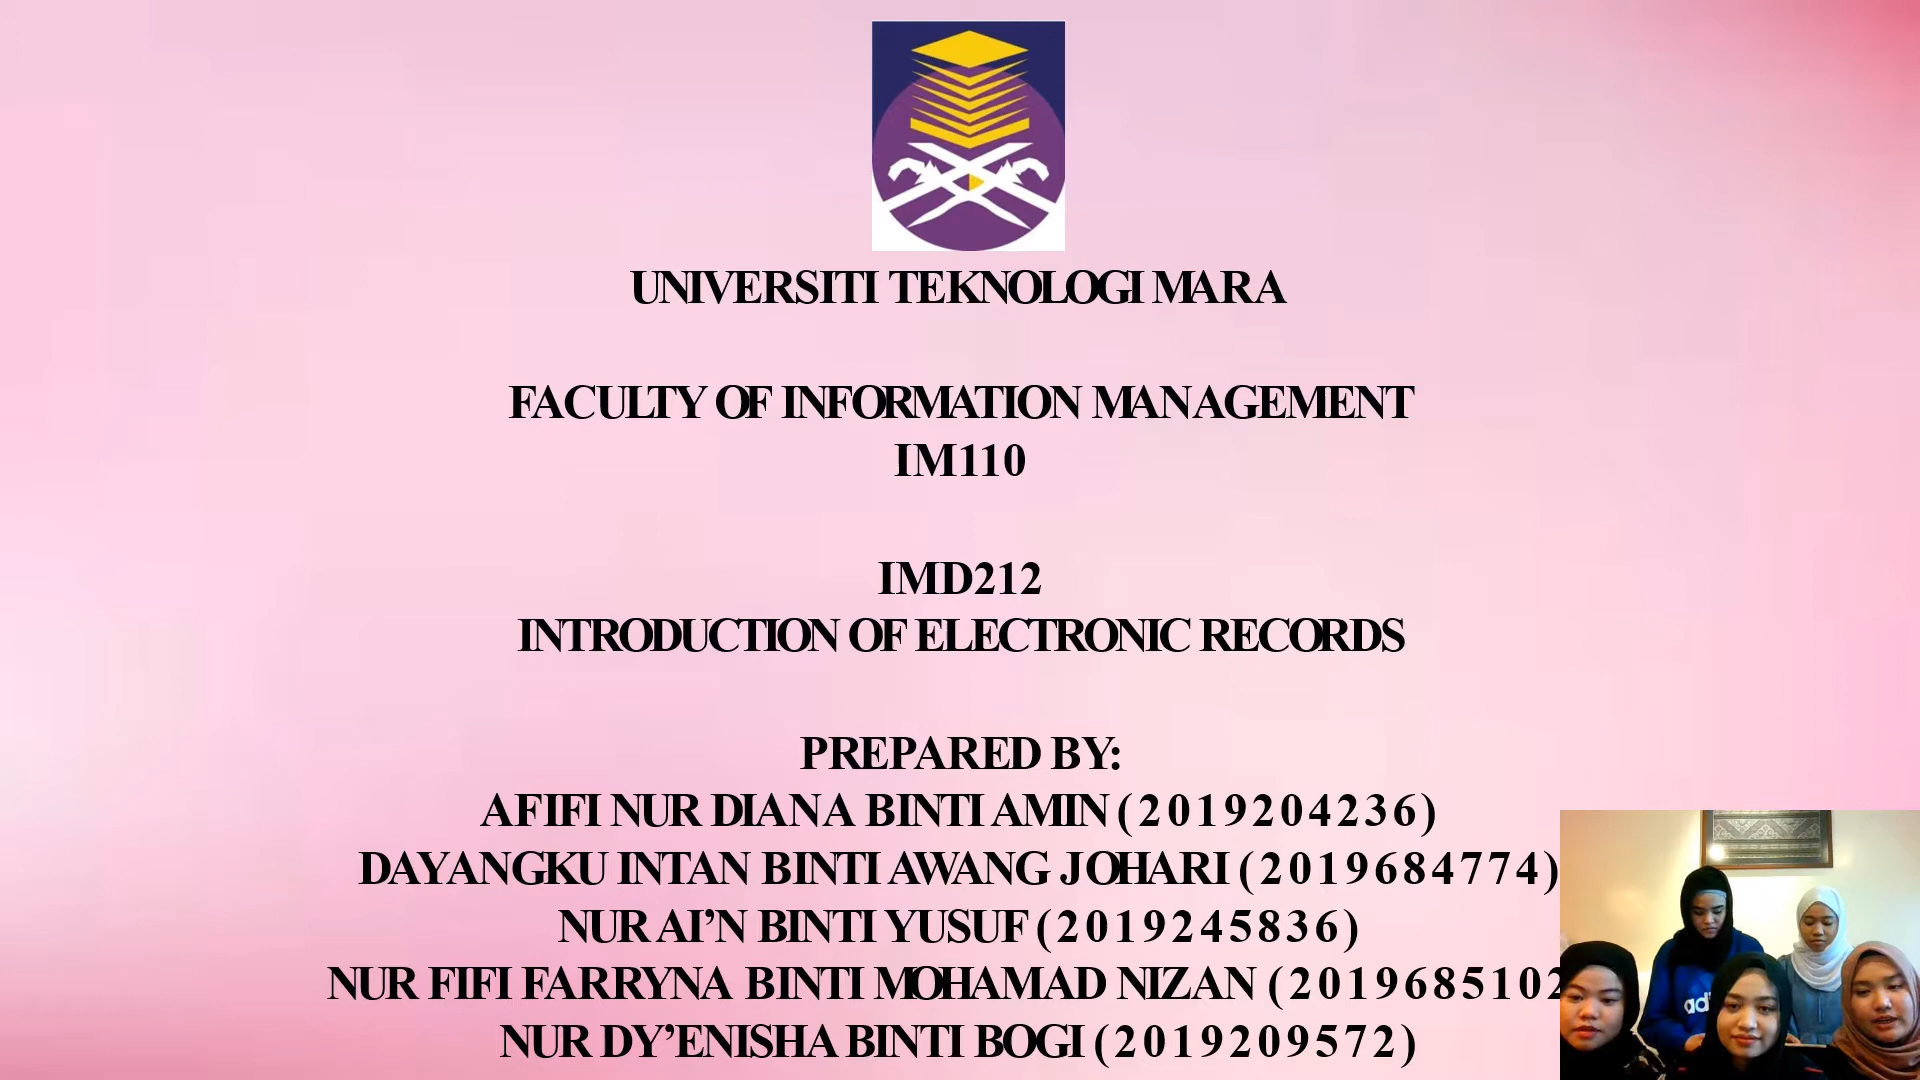 UNIVERSITI TEKNOLOGI MARA
FACULTY OF INFORMATION MANAGEMENT
IM110
IMD212
INTRODUCTION OF ELECTRONIC RECORDS
PREPARED BY:
AFIFI NUR DIANA BINTI AMIN (2019204236)
DAYANGKU INTAN BINTI AWANG JOHARI (2019684774)
NUR AI’N BINTI YUSUF (2019245836)
NUR FIFI FARRYNA BINTI MOHAMAD NIZAN (2019685102
NUR DY’ENISHA BINTI BOGI (2019209572)